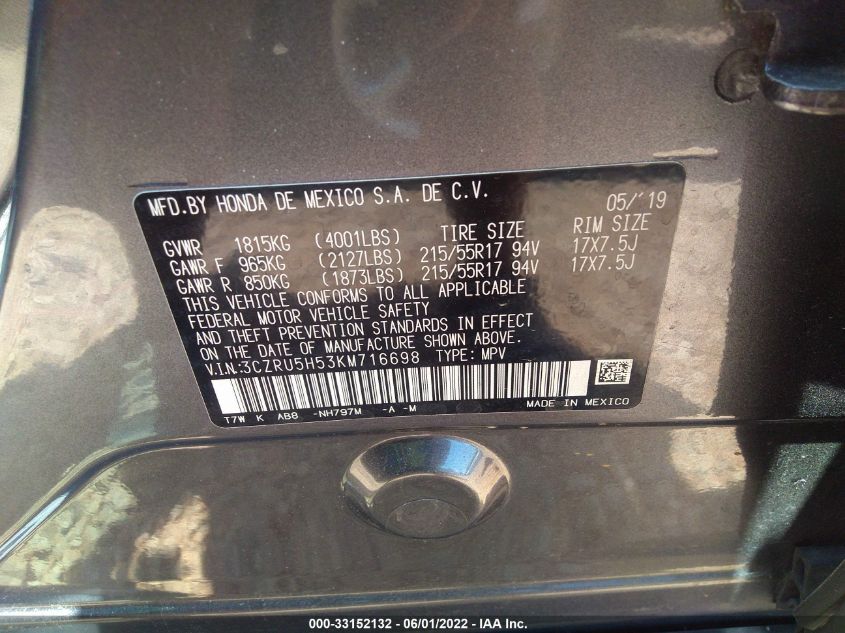 MFD.BY HONDA DE MEXICO S.A. DE C.V. 05/'19
GVWR 1815KG (4001LBS) TIRE SIZE RIM SIZE
GAWR F 965KG (2127LBS) 215/55R17 94V 17X7.5J
GAWR R 850KG (1873LBS) 215/55R17 94V 17X7.5J
THIS VEHICLE CONFORMS TO ALL APPLICABLE
FEDERAL MOTOR VEHICLE SAFETY
AND THEFT PREVENTION STANDARDS IN EFFECT
ON THE DATE OF MANUFACTURE SHOWN ABOVE.
V.IN:3CZRU5H53KM716698 TYPE: MPV
T7W K AB8 -NH797M -A -M MADE IN MEXICO
000-33152132 - 06/01/2022 - IAA Inc.